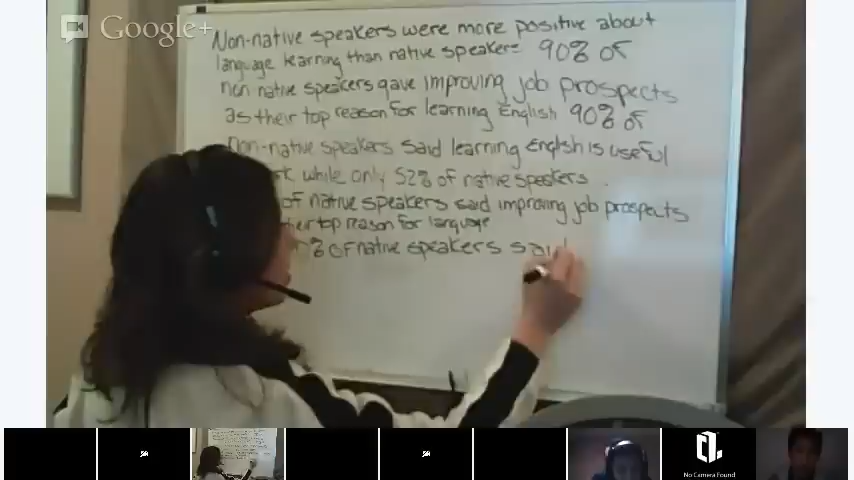 Google+
Non-native speakers were more positive about
language learning than native speakers 90% of
non native speakers gave improving job prospects
as their top reason for learning English 90% of
Non-native speakers said learning English is useful
while only 52% of native speakers.
of native speakers said improving job prospects
their top reason for language
% of native speakers said
No Camera Found